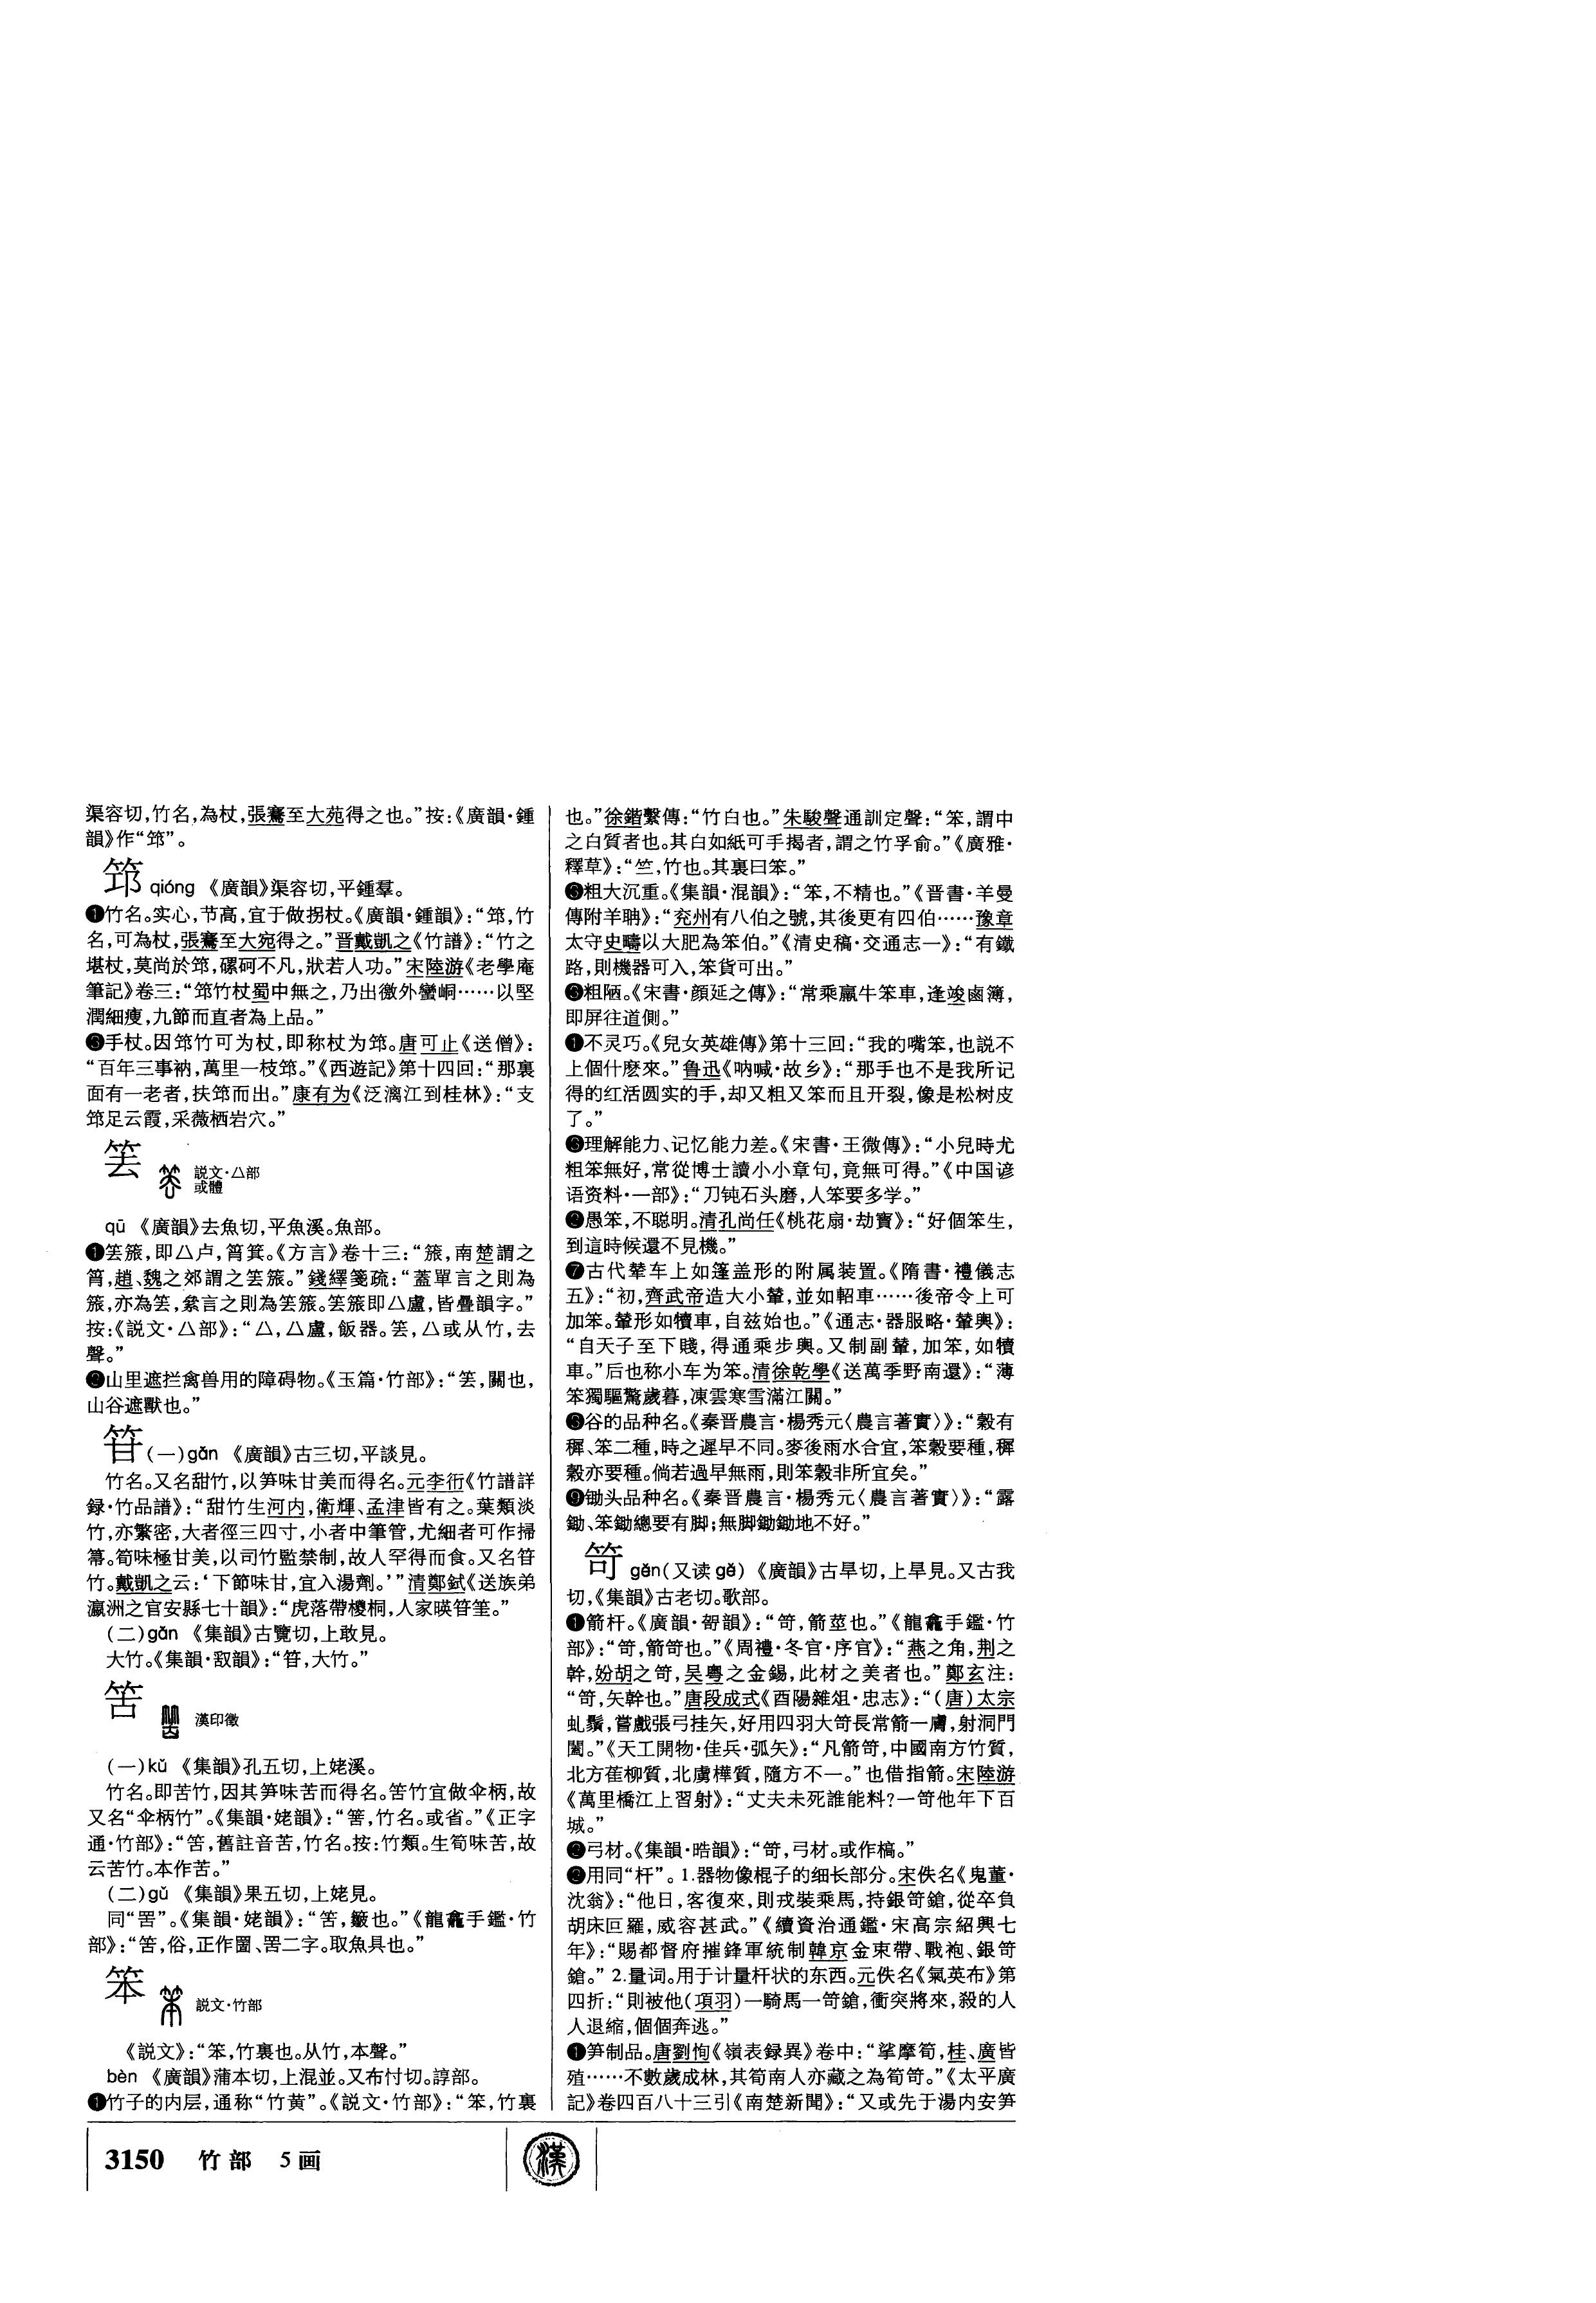 渠容切，竹名，為杖，張騫至大苑得之也。”按：《廣韻·鍾
韻》作“筇”。
筇 qióng 《廣韻》渠容切，平鍾羣。
❶竹名。实心，节高，宜于做拐杖。《廣韻·鍾韻》：“筇，竹
名，可為杖，張騫至大宛得之。”晋戴凱之《竹譜》：“竹之
堪杖，莫尚於筇，磥砢不凡，狀若人功。”宋陸游《老學庵
筆記》卷三：“筇竹杖蜀中無之，乃出徼外蠻峒……以堅
潤細瘦，九節而直者為上品。”
手杖。因筇竹可为杖，即称杖为筇。唐可止《送僧》：
“百年三事衲，萬里一枝筇。”《西遊記》第十四回：“那裏
面有一老者，扶筇而出。”康有为《泛漓江到桂林》：“支
筇足云霞，采薇栖岩穴。”
笶 説文·𠙴部
或體
qū 《廣韻》去魚切，平魚溪。魚部。
❶筶簇，即𠙴卢，筲箕。《方言》卷十三：“，南楚謂之
筲，趙、魏之郊謂之。”錢繹箋疏：“蓋單言之則為
，亦為，絫言之則為。即𠙴盧，皆疊韻字。”
按：《説文·𠙴部》：“𠙴，𠙴盧，飯器。，𠙴或从竹，去
聲。”
❷山里遮拦禽兽用的障碍物。《玉篇·竹部》：“，闗也，
山谷遮獸也。”
䇞（一）gān 《廣韻》古三切，平談見。
竹名。又名甜竹，以笋味甘美而得名。元李衎《竹譜詳
録·竹品譜》：“甜竹生河内，衛輝、孟津皆有之。葉類淡
竹，亦繁密，大者徑三四寸，小者中筆管，尤細者可作掃
箒。筍味極甘美，以司竹監禁制，故人罕得而食。又名䇞
竹。戴凱之云：‘下節味甘，宜入湯劑。’”清鄭鉽《送族弟
瀛洲之官安縣七十韻》：“虎落帶椶桐，人家暎䇞筀。”
（二）gǎn 《集韻》古覽切，上敢見。
大竹。《集韻·𢽤韻》：“䇞，大竹。”
筶 漢印徵
（一）kǔ 《集韻》孔五切，上姥溪。
竹名。即苦竹，因其笋味苦而得名。笘竹宜做伞柄，故
又名“伞柄竹”。《集韻·姥韻》：“，竹名。或省。”《正字
通·竹部》：“，舊註音苦，竹名。按：竹類。生筍味苦，故
云苦竹。本作苦。”
（二）gǔ 《集韻》果五切，上姥見。
同“罟”。《集韻·姥韻》：“，籢也。”《龍龕手鑑·竹
部》：“，俗，正作𦊟、罟二字。取魚具也。”
笨 説文·竹部
《説文》：“笨，竹裏也。从竹，本聲。”
bèn 《廣韻》蒲本切，上混並。又布忖切。諄部。
❶竹子的内层，通称“竹黄”。《説文·竹部》：“笨，竹裏
也。”徐鍇繫傳：“竹白也。”朱駿聲通訓定聲：“笨，謂中
之白質者也。其白如紙可手揭者，謂之竹孚俞。”《廣雅·
釋草》：“竺，竹也。其裏曰笨。”
粗大沉重。《集韻·混韻》：“笨，不精也。”《晋書·羊曼
傳附羊聃》：“兗州有八伯之號，其後更有四伯……豫章
太守史疇以大肥為笨伯。”《清史稿·交通志一》：“有鐵
路，則機器可入，笨貨可出。”
粗陋。《宋書·顔延之傳》：“常乘羸牛笨車，逢竣鹵簿，
即屏往道側。”
不灵巧。《兒女英雄傳》第十三回：“我的嘴笨，也説不
上個什麽來。”鲁迅《呐喊·故乡》：“那手也不是我所记
得的红活圆实的手，却又粗又笨而且开裂，像是松树皮
了。”
理解能力、记忆能力差。《宋書·王微傳》：“小兒時尤
粗笨無好，常從博士讀小小章句，竟無可得。”《中国谚
语资料·一部》：“刀钝石头磨，人笨要多学。”
愚笨，不聪明。清孔尚任《桃花扇·劫寶》：“好個笨生，
到這時候還不見機。”
❼古代辇车上如篷盖形的附属装置。《隋書·禮儀志
五》：“初，齊武帝造大小輦，並如軺車……後帝令上可
加笨。輦形如犢車，自兹始也。”《通志·器服略·輦輿》：
“自天子至下賤，得通乘步輿。又制副輦，加笨，如犢
車。”后也称小车为笨。清徐乾學《送萬季野南還》：“薄
笨獨驅驚歲暮，凍雲寒雪滿江關。”
❽谷的品种名。《秦晋農言·楊秀元〈農言著實〉》：“穀有
穉、笨二種，時之遲早不同。麥後雨水合宜，笨穀要種，穉
穀亦要種。倘若過早無雨，則笨穀非所宜矣。”
❾锄头品种名。《秦晋農言·楊秀元〈農言著實〉》：“露
鋤、笨鋤總要有脚；無脚鋤鋤地不好。”
笴 gǎn（又读gě） 《廣韻》古旱切，上旱見。又古我
切，《集韻》古老切。歌部。
❶箭杆。《廣韻·哿韻》：“笴，箭莖也。”《龍龕手鑑·竹
部》：“笴，箭笴也。”《周禮·冬官·序官》：“燕之角，荆之
幹，妢胡之笴，吴粤之金錫，此材之美者也。”鄭玄注：
“笴，矢幹也。”唐段成式《酉陽雜俎·忠志》：“（唐）太宗
虬鬚，嘗戲張弓挂矢，好用四羽大笴長常箭一膚，射洞門
闔。”《天工開物·佳兵·弧矢》：“凡箭笴，中國南方竹質，
北方萑柳質，北虜樺質，隨方不一。”也借指箭。宋陸游
《萬里橋江上習射》：“丈夫未死誰能料？一笴他年下百
城。”
❷弓材。《集韻·晧韻》：“笴，弓材。或作槁。”
用同“杆”。1.器物像棍子的细长部分。宋佚名《鬼董·
沈翁》：“他日，客復來，則戎裝乘馬，持銀笴鎗，從卒負
胡床叵羅，威容甚武。”《續資治通鑑·宋高宗紹興七
年》：“賜都督府摧鋒軍統制韓京金束帶、戰袍、銀笴
鎗。”2.量词。用于计量杆状的东西。元佚名《氣英布》第
四折：“則被他（項羽）一騎馬一笴鎗，衝突將來，殺的人
人退縮，個個奔逃。”
笋制品。唐劉恂《嶺表録異》卷中：“挲摩筍，桂、廣皆
殖……不數歲成林，其筍南人亦藏之為筍笴。”《太平廣
記》卷四百八十三引《南楚新聞》：“又或先于湯内安笋
3150 竹部 5画
漢